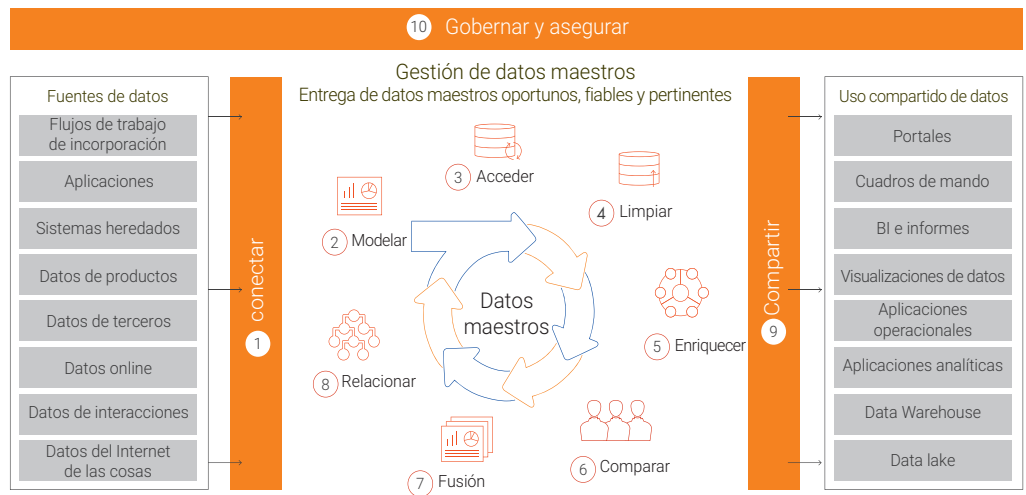 10 Gobernar y asegurar
Gestión de datos maestros
Entrega de datos maestros oportunos, fiables y pertinentes
Fuentes de datos
Flujos de trabajo
de incorporación
Aplicaciones
Sistemas heredados
Datos de productos
Datos de terceros
Datos online
Datos de interacciones
Datos del Internet
de las cosas
1 conectar
2 Modelar
3 Acceder
4 Limpiar
5 Enriquecer
6 Comparar
7 Fusión
8 Relacionar
Datos
maestros
9 Compartir
Uso compartido de datos
Portales
Cuadros de mando
BI e informes
Visualizaciones de datos
Aplicaciones
operacionales
Aplicaciones analíticas
Data Warehouse
Data lake